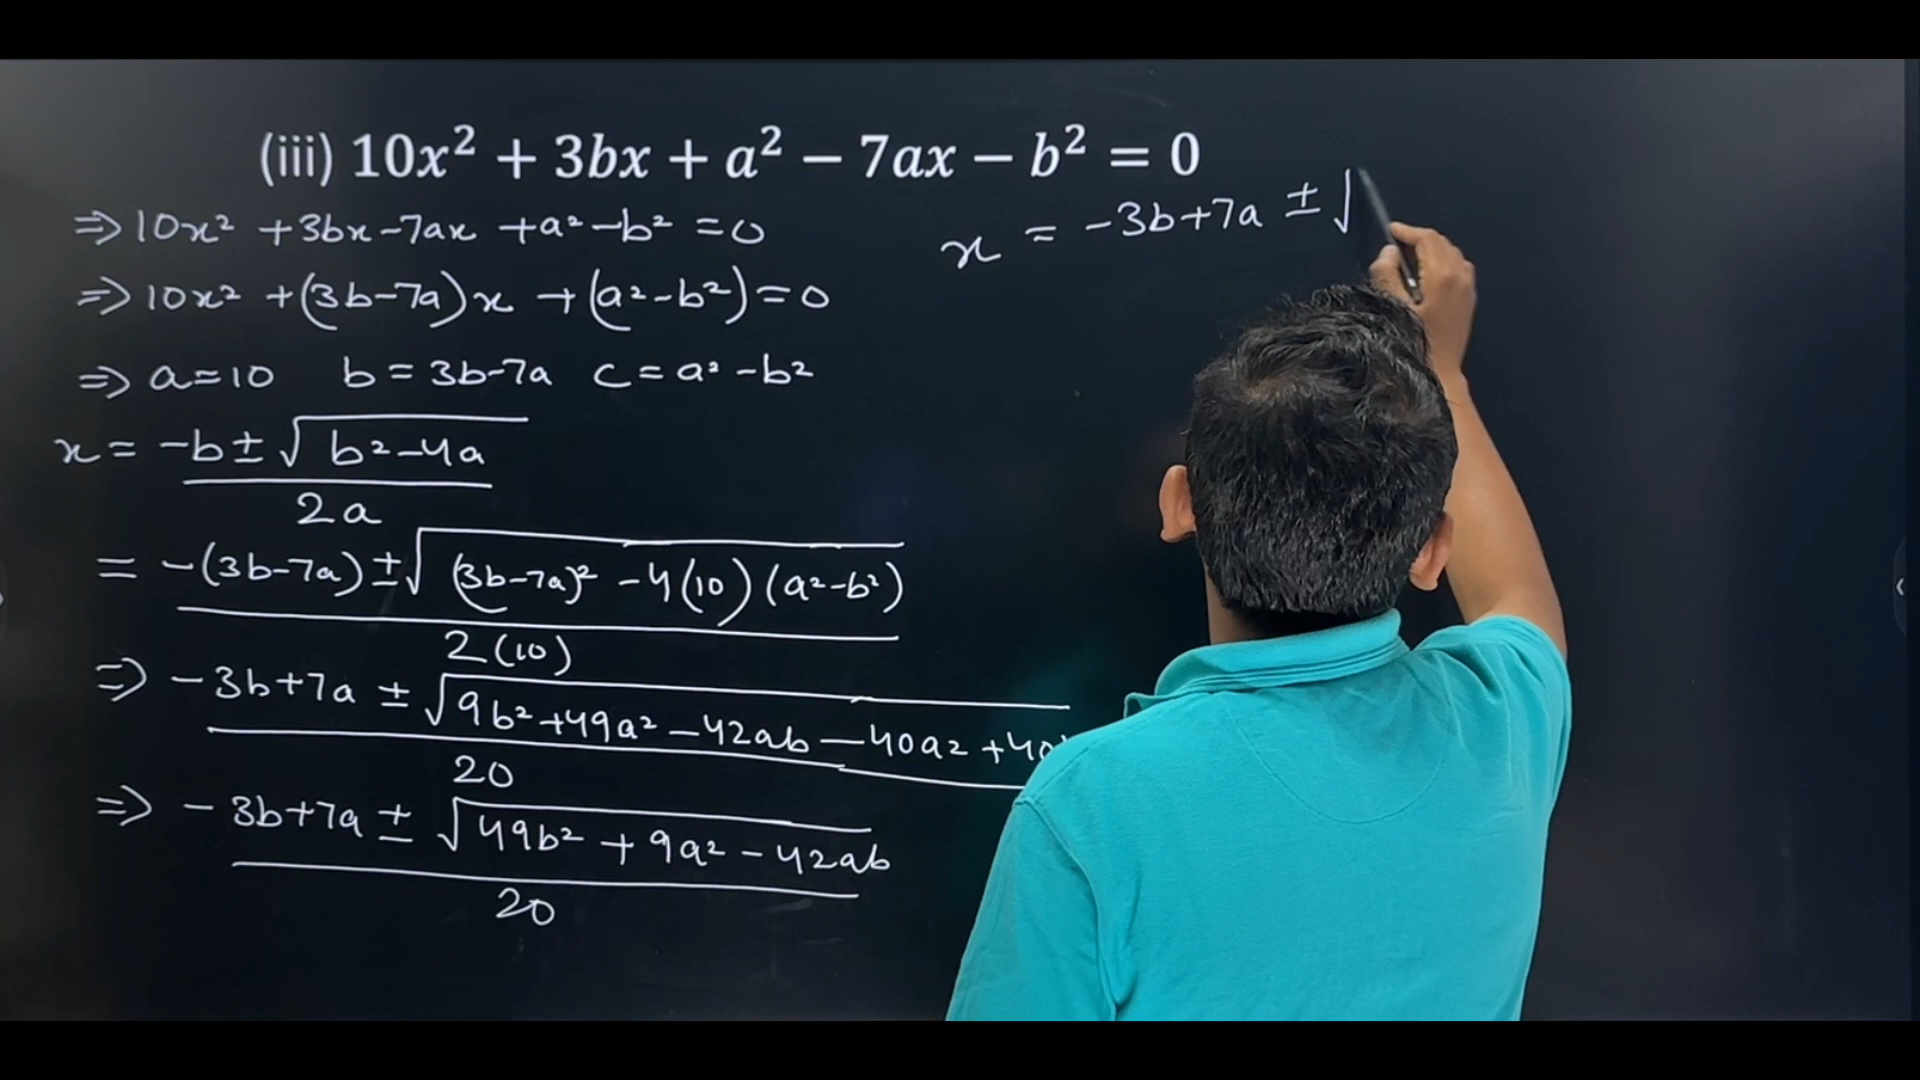 (iii) 10x² + 3bx + a² − 7ax − b² = 0
⇒ 10x² + 3bx - 7ax + a² - b² = 0
⇒ 10x² + (3b-7a)x + (a²-b²) = 0
⇒ a=10 b = 3b-7a c = a² - b²
x = -b ± √b²-4a
2a
= -(3b-7a) ± √(3b-7a)² - 4(10)(a²-b²)
2(10)
⇒ -3b+7a ± √9b²+49a²-42ab-40a2+40
20
⇒ -3b+7a ± √49b² + 9a² - 42ab
20
x = -3b+7a ± √